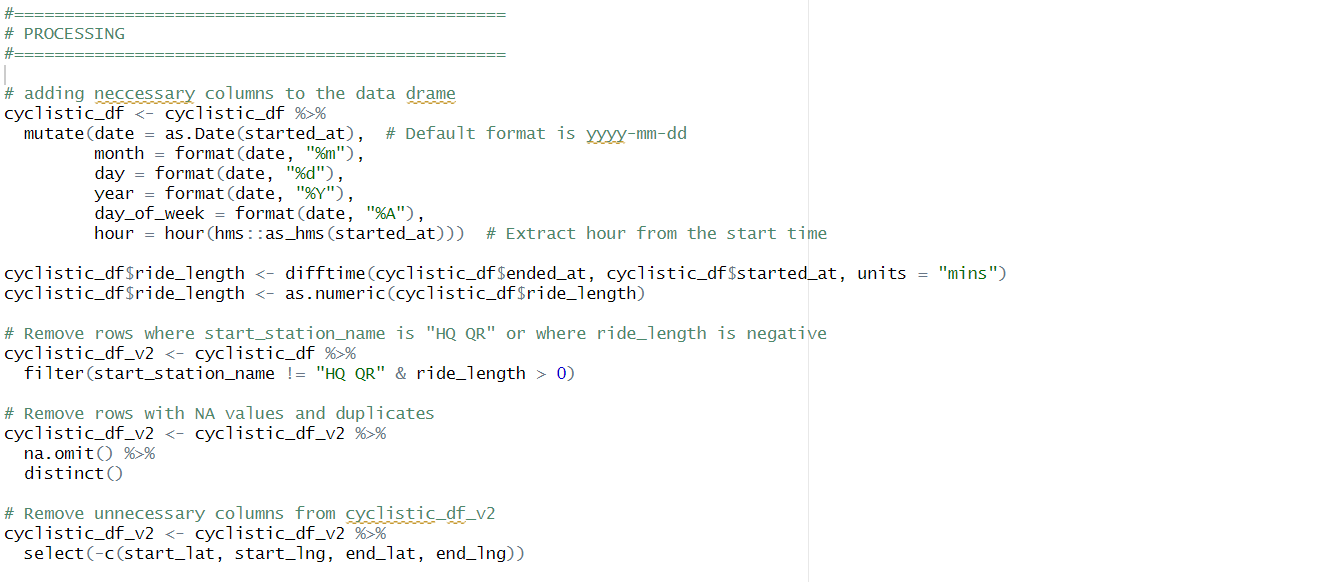 #=================================================
# PROCESSING
#=================================================
# adding neccessary columns to the data drame
cyclistic_df <- cyclistic_df %>%
  mutate(date = as.Date(started_at),  # Default format is yyyy-mm-dd
         month = format(date, "%m"),
         day = format(date, "%d"),
         year = format(date, "%Y"),
         day_of_week = format(date, "%A"),
         hour = hour(hms::as_hms(started_at)))  # Extract hour from the start time
cyclistic_df$ride_length <- difftime(cyclistic_df$ended_at, cyclistic_df$started_at, units = "mins")
cyclistic_df$ride_length <- as.numeric(cyclistic_df$ride_length)
# Remove rows where start_station_name is "HQ QR" or where ride_length is negative
cyclistic_df_v2 <- cyclistic_df %>%
  filter(start_station_name != "HQ QR" & ride_length > 0)
# Remove rows with NA values and duplicates
cyclistic_df_v2 <- cyclistic_df_v2 %>%
  na.omit() %>%
  distinct()
# Remove unnecessary columns from cyclistic_df_v2
cyclistic_df_v2 <- cyclistic_df_v2 %>%
  select(-c(start_lat, start_lng, end_lat, end_lng))